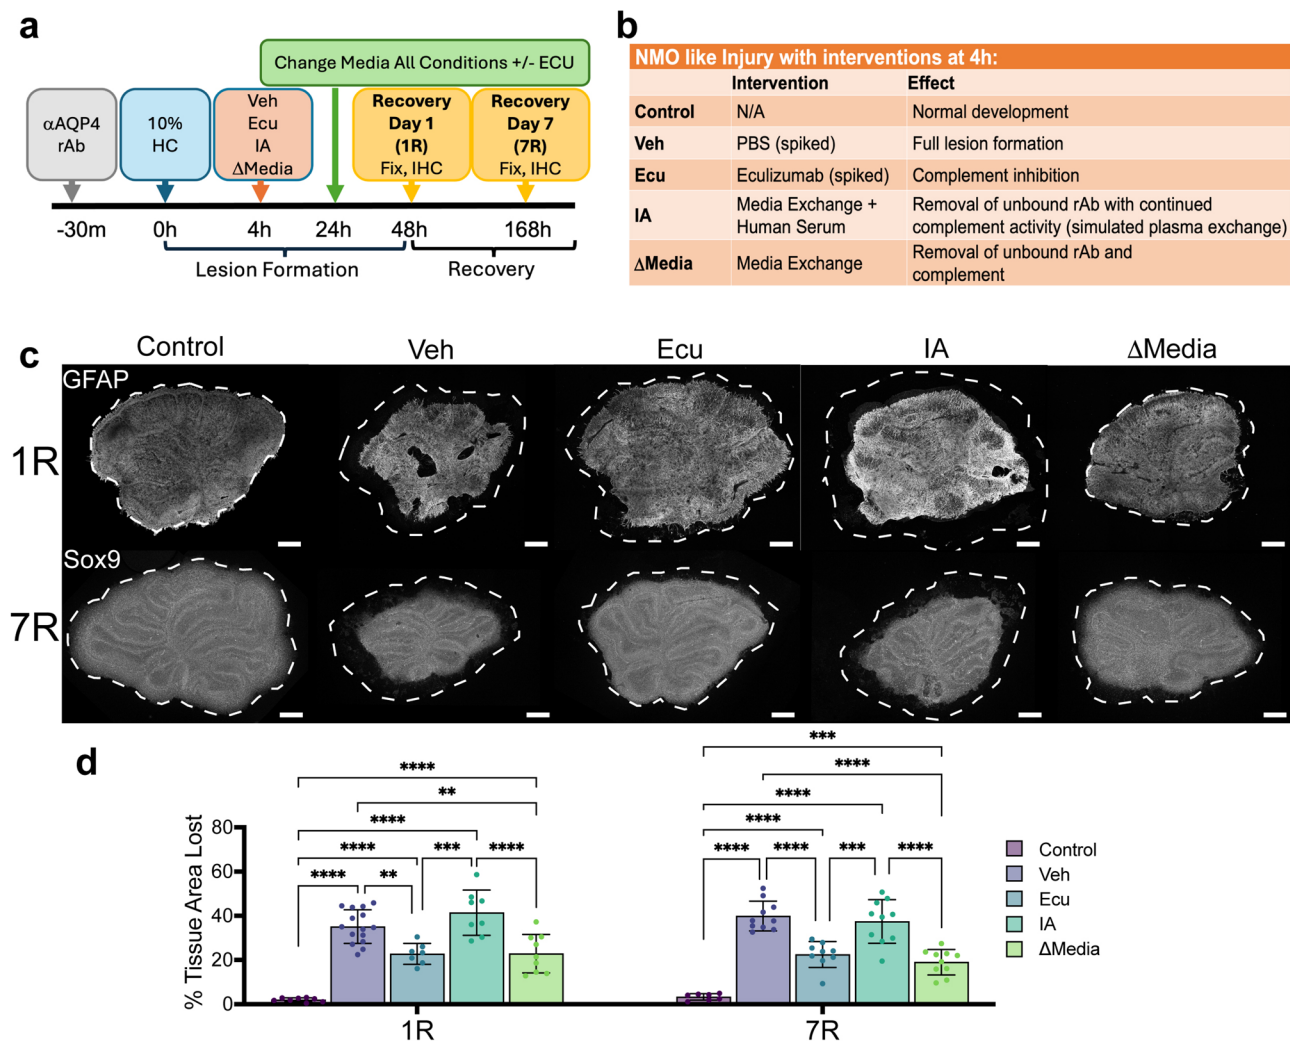 a
Change Media All Conditions +/- ECU
αAQP4
rAb
10%
HC
Veh
Ecu
IA
ΔMedia
Recovery
Day 1
(1R)
Fix, IHC
Recovery
Day 7
(7R)
Fix, IHC
-30m
0h
4h
24h
48h
168h
Lesion Formation
Recovery
b
NMO like Injury with interventions at 4h:
Intervention Effect
Control N/A Normal development
Veh PBS (spiked) Full lesion formation
Ecu Eculizumab (spiked) Complement inhibition
IA Media Exchange + Human Serum Removal of unbound rAb with continued complement activity (simulated plasma exchange)
ΔMedia Media Exchange Removal of unbound rAb and complement
c
Control Veh Ecu IA ΔMedia
GFAP
1R
Sox9
7R
d
% Tissue Area Lost
80
60
40
20
0
**** ** **** **** **** ** *** ****
*** **** **** **** **** **** *** ****
1R
7R
Control
Veh
Ecu
IA
ΔMedia